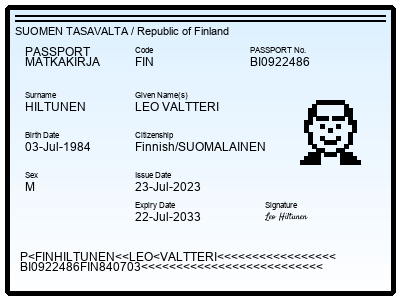 SUOMEN TASAVALTA / Republic of Finland
PASSPORT
MATKAKIRJA
Code
FIN
PASSPORT No.
BI0922486
Surname
HILTUNEN
Given Name(s)
LEO VALTTERI
Birth Date
03-Jul-1984
Citizenship
Finnish/SUOMALAINEN
Sex
M
Issue Date
23-Jul-2023
Expiry Date
22-Jul-2033
Signature
Leo Hiltunen
P<FINHILTUNEN<<LEO<VALTTERI<<<<<<<<<<<<<<<<<
BI0922486FIN840703<<<<<<<<<<<<<<<<<<<<<<<<<<